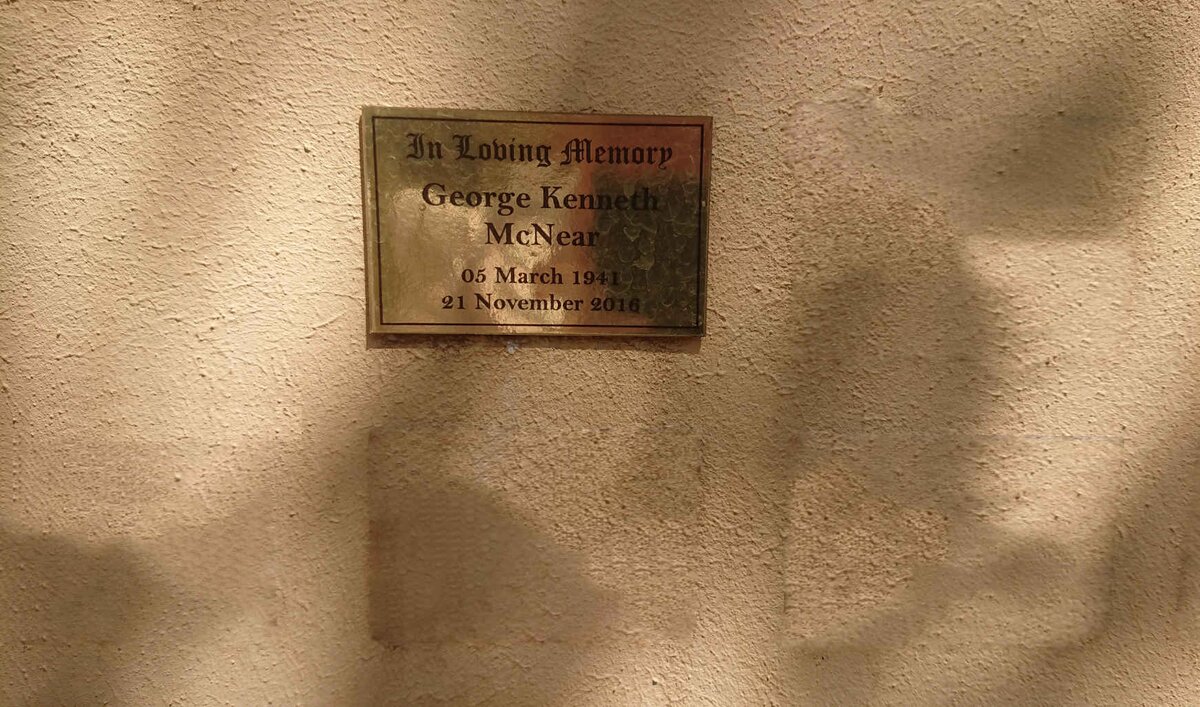 In Loving Memory
George Kenneth
McNear
05 March 1941
21 November 2016